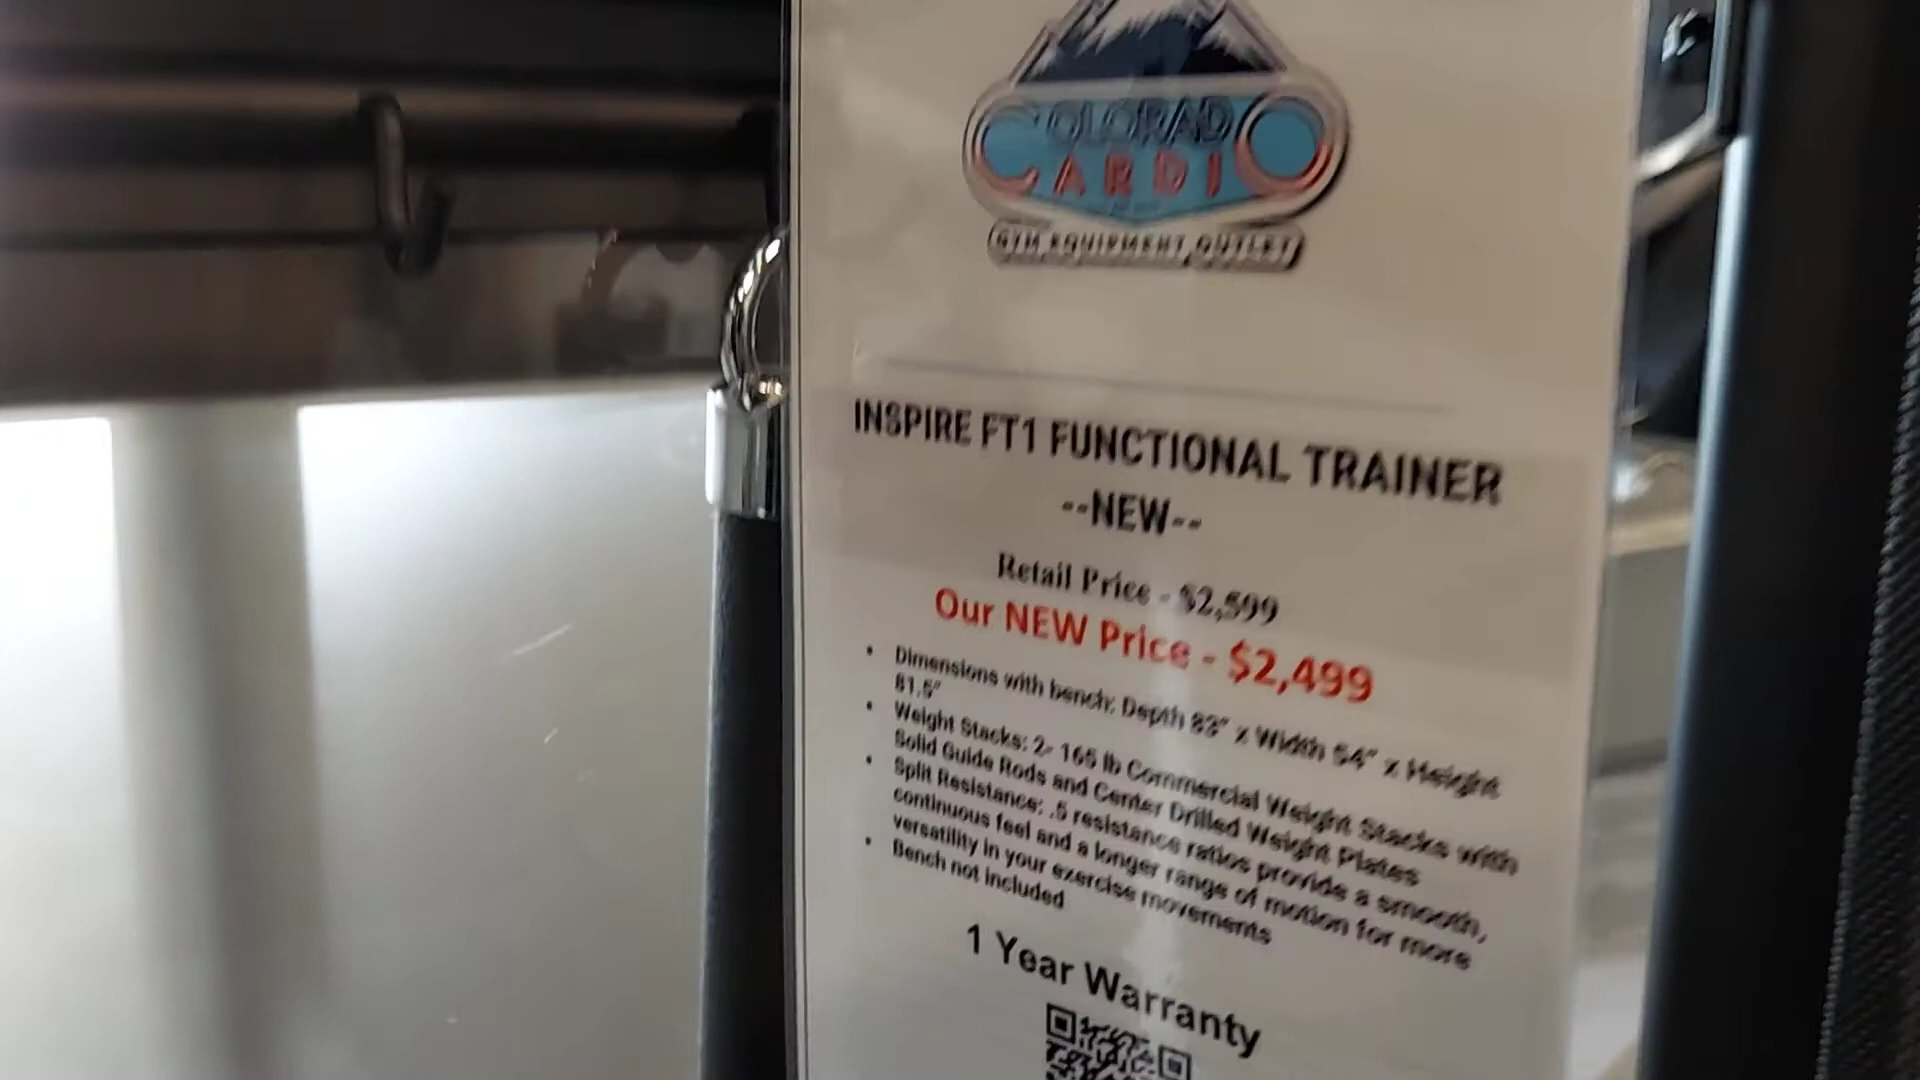 COLORADO
CARDIO
GYM EQUIPMENT OUTLET
INSPIRE FT1 FUNCTIONAL TRAINER
--NEW--
Retail Price - $2,599
Our NEW Price - $2,499
• Dimensions with bench: Depth 83" x Width 54" x Height
81.5"
• Weight Stacks: 2- 165 lb Commercial Weight Stacks with
Solid Guide Rods and Center Drilled Weight Plates
• Split Resistance: .5 resistance ratios provide a smooth,
continuous feel and a longer range of motion for more
versatility in your exercise movements
• Bench not included
1 Year Warranty